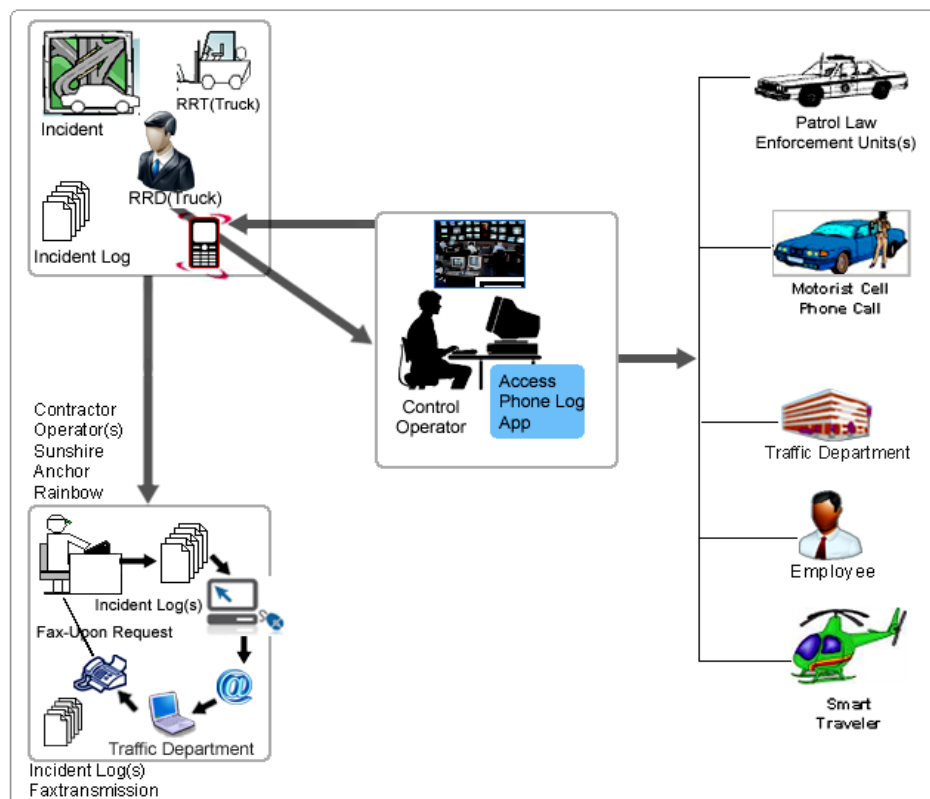 RRT(Truck)
Incident
RRD(Truck)
Incident Log
Control
Operator
Access
Phone Log
App
Patrol Law
Enforcement Units(s)
Motorist Cell
Phone Call
Traffic Department
Employee
Smart
Traveler
Contractor
Operator(s)
Sunshire
Anchor
Rainbow
Incident Log(s)
Fax-Upon Request
@
Traffic Department
Incident Log(s)
Faxtransmission